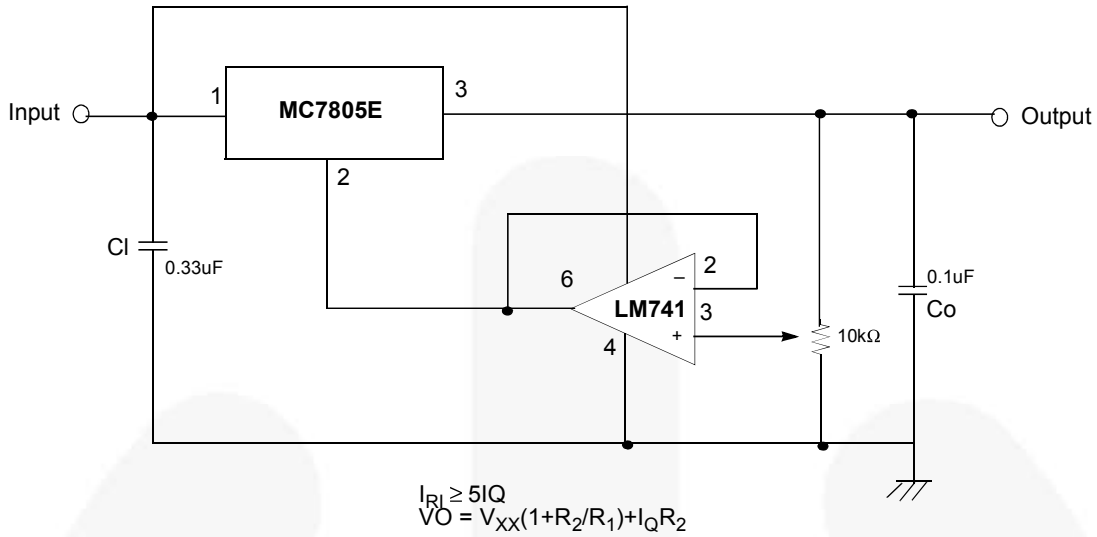 1
MC7805E
3
Input
Output
2
CI
0.33uF
6
2
−
LM741
3
+
4
10kΩ
0.1uF
Co
I_RI ≥ 5IQ
VO = V_XX(1+R_2/R_1)+I_QR_2